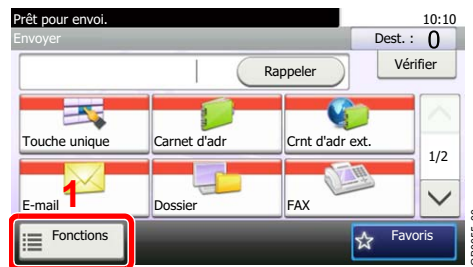 Prêt pour envoi. 10:10
Envoyer Dest. : 0
Rappeler Vérifier
Touche unique Carnet d'adr Crnt d'adr ext.
1/2
E-mail 1 Dossier FAX
Fonctions Favoris